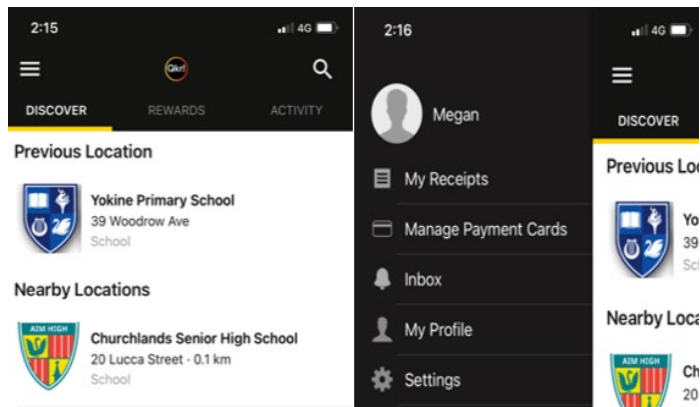 2:15
4G
Qkr!
DISCOVER
REWARDS
ACTIVITY
Previous Location
Yokine Primary School
39 Woodrow Ave
School
Nearby Locations
AIM HIGH
Churchlands Senior High School
20 Lucca Street · 0.1 km
School
2:16
Megan
My Receipts
Manage Payment Cards
Inbox
My Profile
Settings
4G
DISCOVER
Previous Loc
Yo
39
Sc
Nearby Loca
AIM HIGH
Ch
20